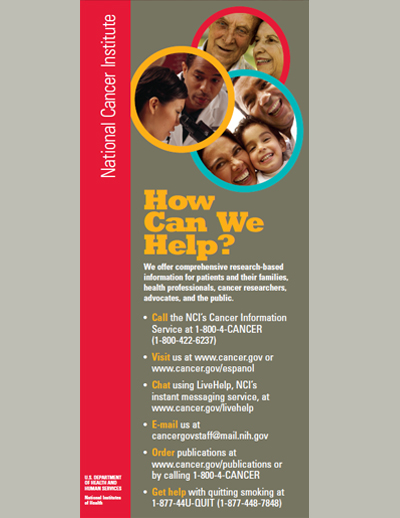 National Cancer Institute
How
Can We
Help?
We offer comprehensive research-based
information for patients and their families,
health professionals, cancer researchers,
advocates, and the public.
• Call the NCI's Cancer Information
Service at 1-800-4-CANCER
(1-800-422-6237)
• Visit us at www.cancer.gov or
www.cancer.gov/espanol
• Chat using LiveHelp, NCI's
instant messaging service, at
www.cancer.gov/livehelp
• E-mail us at
cancergovstaff@mail.nih.gov
• Order publications at
www.cancer.gov/publications or
by calling 1-800-4-CANCER
• Get help with quitting smoking at
1-877-44U-QUIT (1-877-448-7848)
U.S. DEPARTMENT
OF HEALTH AND
HUMAN SERVICES
National Institutes
of Health